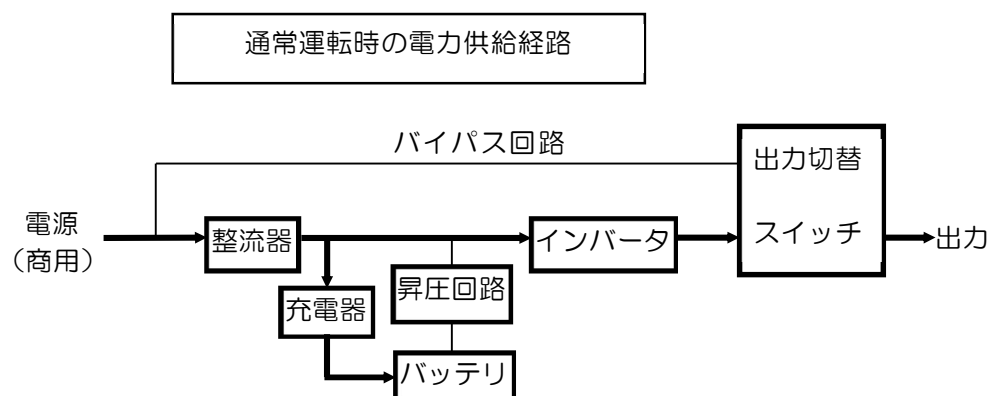 通常運転時の電力供給経路
バイパス回路
出力切替
スイッチ
電源
（商用）
整流器
インバータ
出力
充電器
昇圧回路
バッテリ